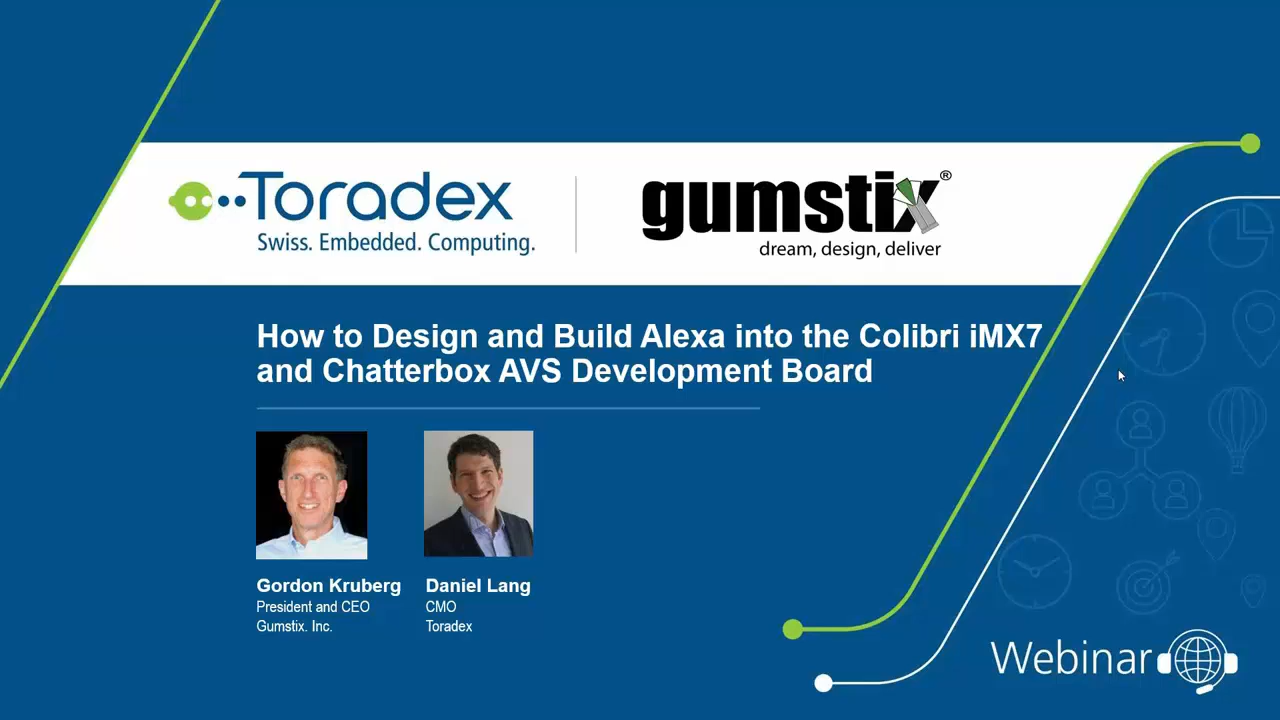 Toradex
Swiss. Embedded. Computing.
gumstix®
dream, design, deliver
How to Design and Build Alexa into the Colibri iMX7
and Chatterbox AVS Development Board
Gordon Kruberg
President and CEO
Gumstix. Inc.
Daniel Lang
CMO
Toradex
Webinar